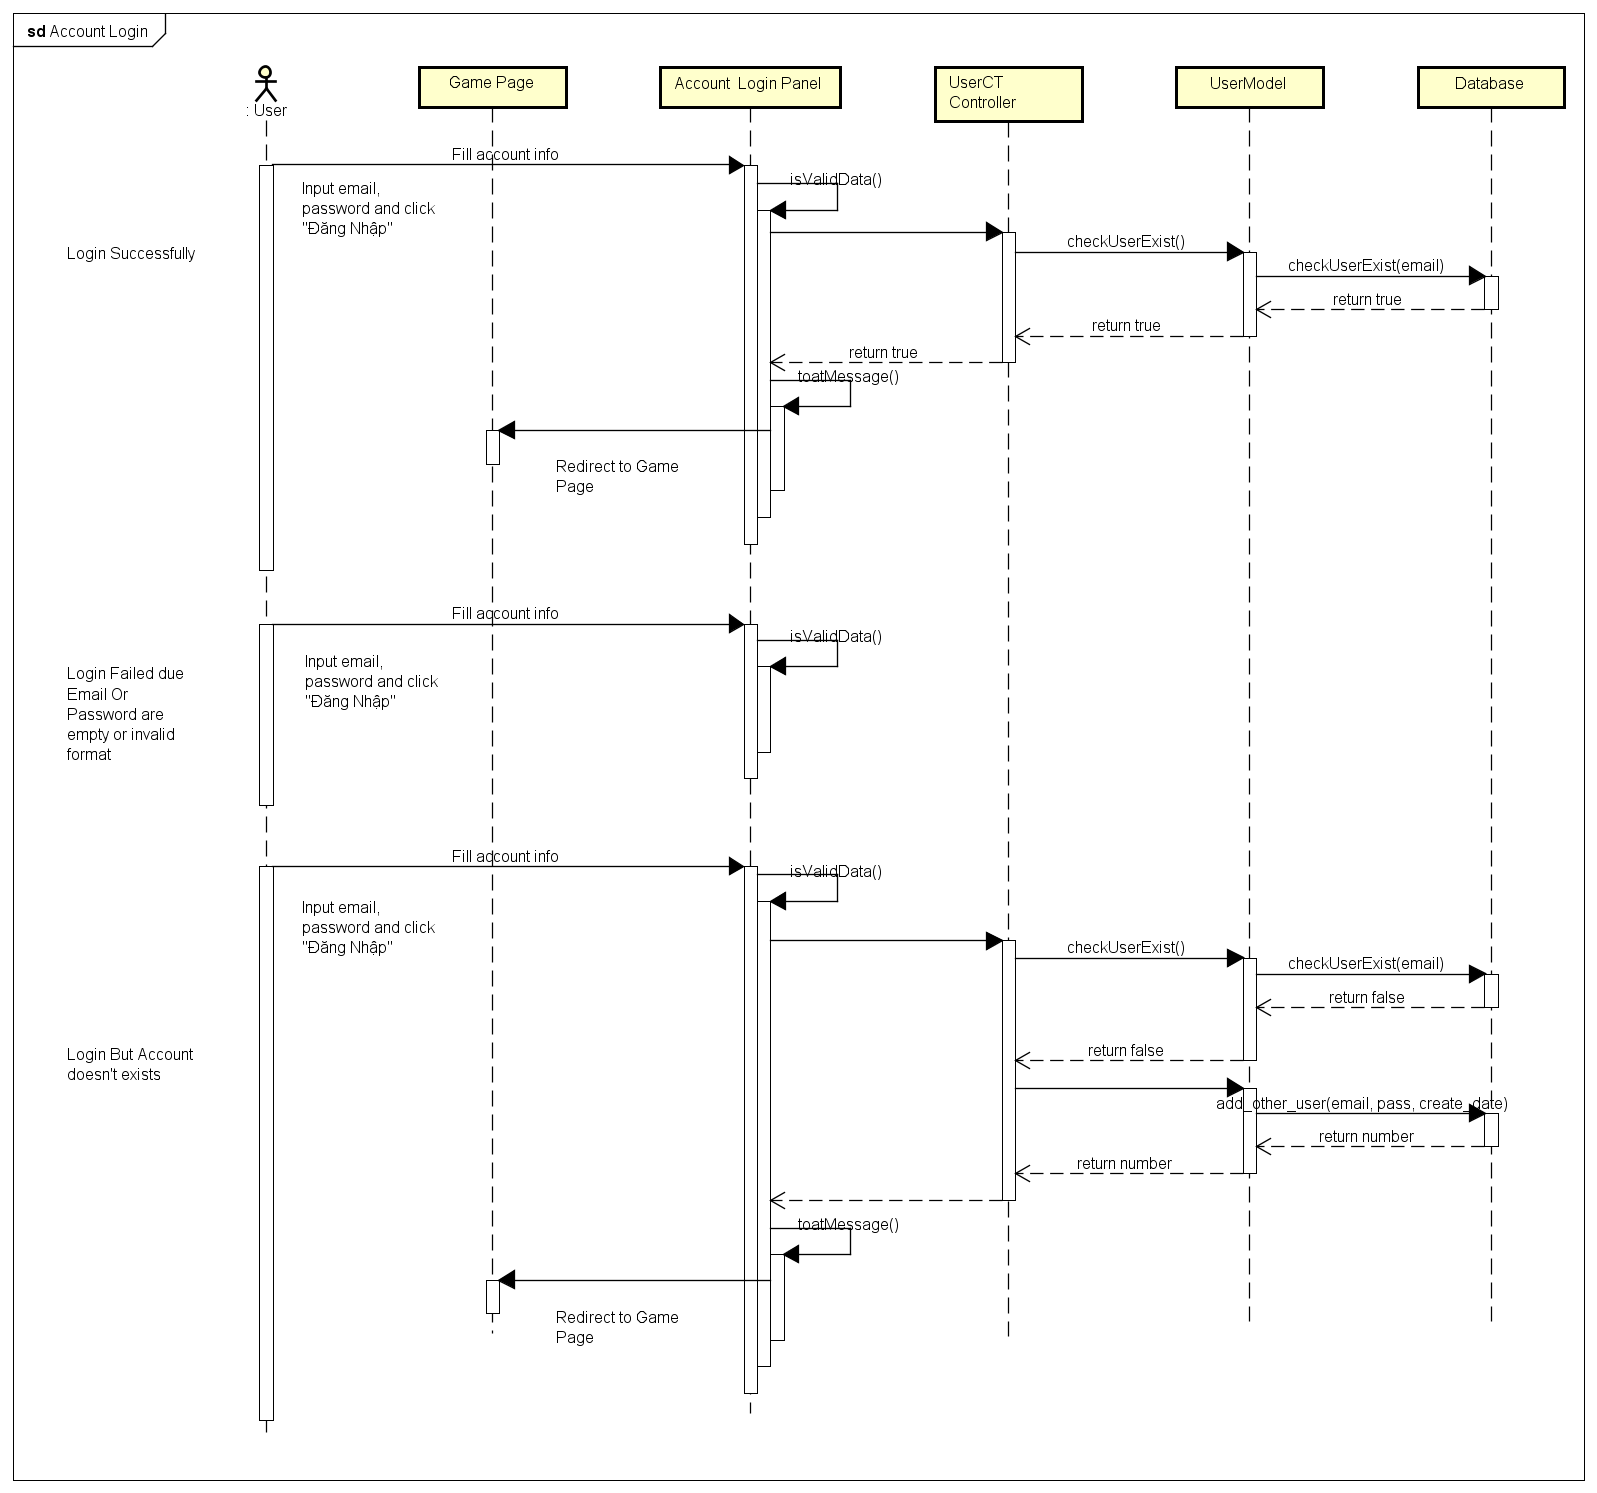 sd Account Login
: User
Game Page
Account  Login Panel
UserCT
Controller
UserModel
Database
Fill account info
isValidData()
Input email,
password and click
"Đăng Nhập"
Login Successfully
checkUserExist()
checkUserExist(email)
return true
return true
return true
toatMessage()
Redirect to Game
Page
Fill account info
isValidData()
Input email,
password and click
"Đăng Nhập"
Login Failed due
Email Or
Password are
empty or invalid
format
Fill account info
isValidData()
Input email,
password and click
"Đăng Nhập"
checkUserExist()
checkUserExist(email)
return false
return false
Login But Account
doesn't exists
add_other_user(email, pass, create_date)
return number
return number
toatMessage()
Redirect to Game
Page